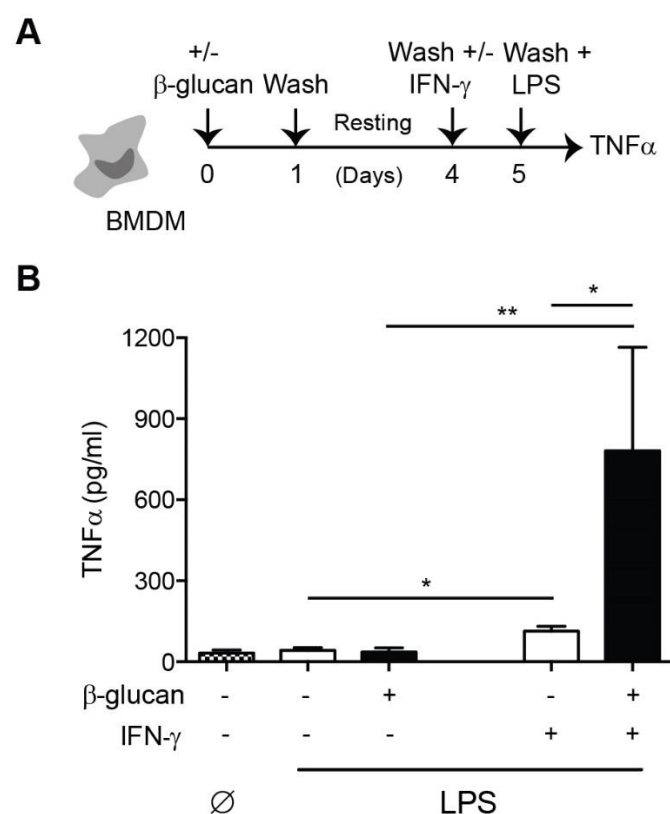 A
+/- Wash +/- Wash +
β-glucan Wash IFN-γ LPS
Resting
TNFα
0 1 (Days) 4 5
BMDM
B
* 
**
1200
900
600
300
0
TNFα (pg/ml)
*
β-glucan - - + - +
IFN-γ - - - + +
∅ LPS